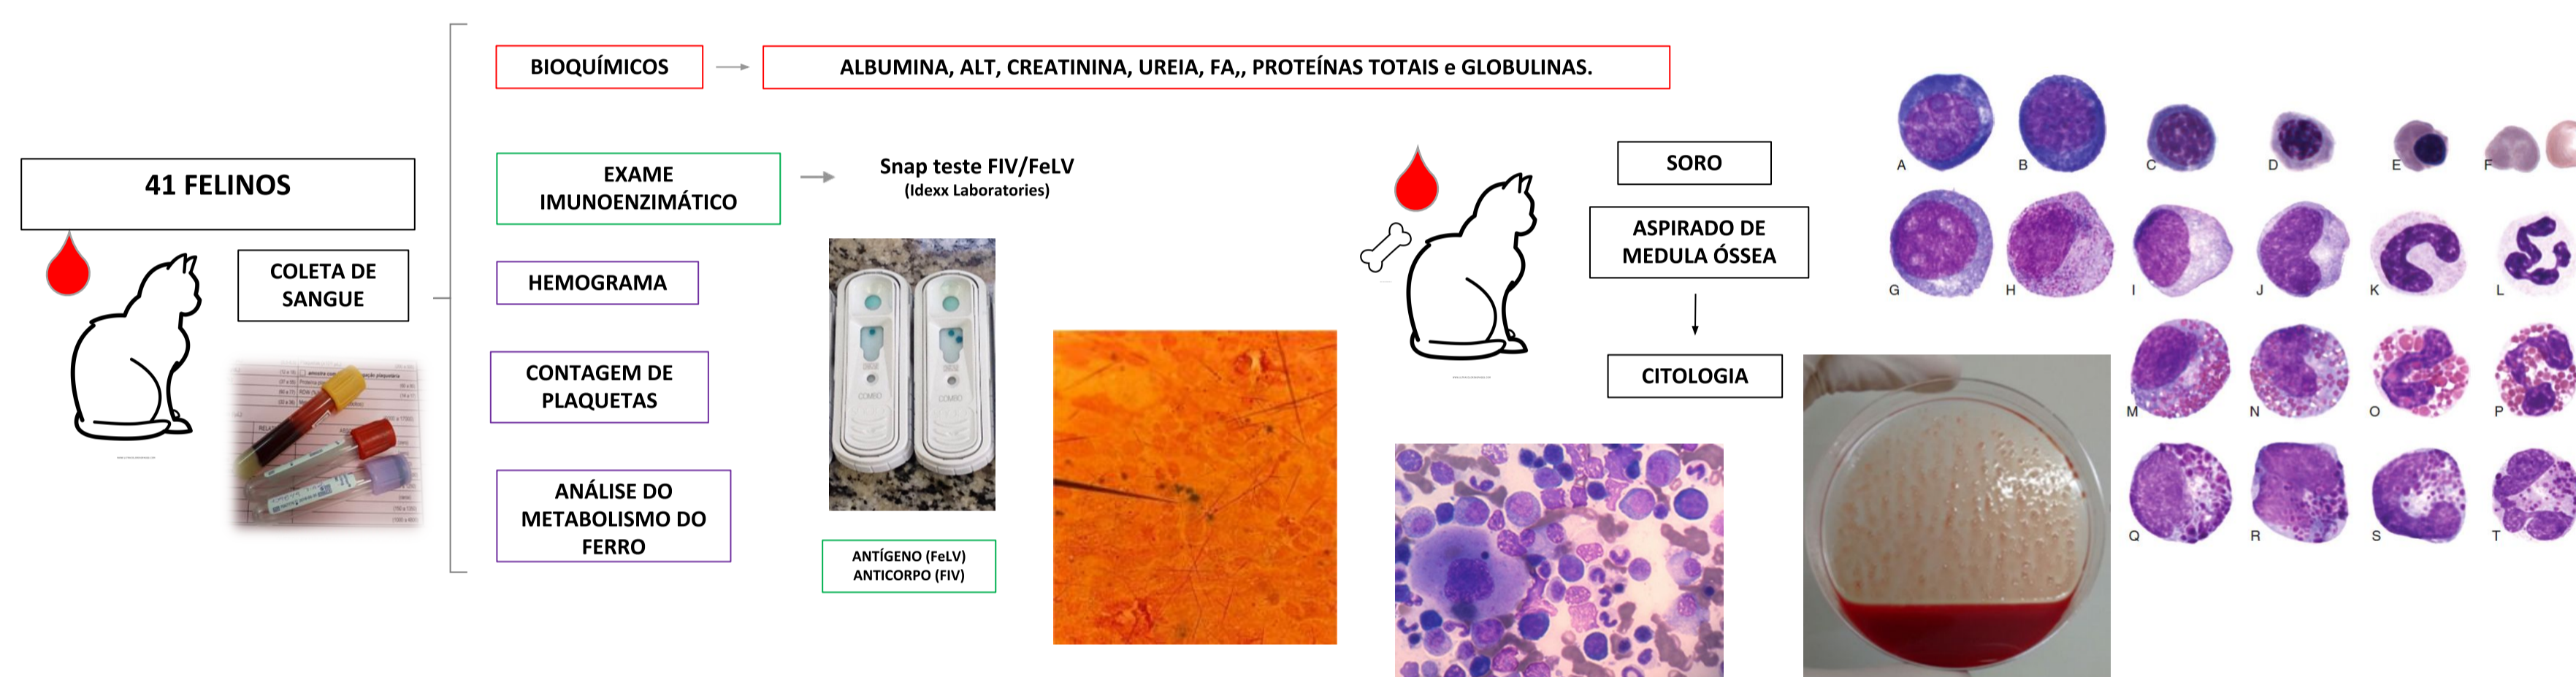 41 FELINOS
COLETA DE
SANGUE
BIOQUÍMICOS
ALBUMINA, ALT, CREATININA, UREIA, FA,, PROTEÍNAS TOTAIS e GLOBULINAS.
EXAME
IMUNOENZIMÁTICO
Snap teste FIV/FeLV
(Idexx Laboratories)
HEMOGRAMA
CONTAGEM DE
PLAQUETAS
ANÁLISE DO
METABOLISMO DO
FERRO
COMBO
COMBO
ANTÍGENO (FeLV)
ANTICORPO (FIV)
SORO
ASPIRADO DE
MEDULA ÓSSEA
CITOLOGIA
A B C D E F
G H I J K L
M N O P
Q R S T